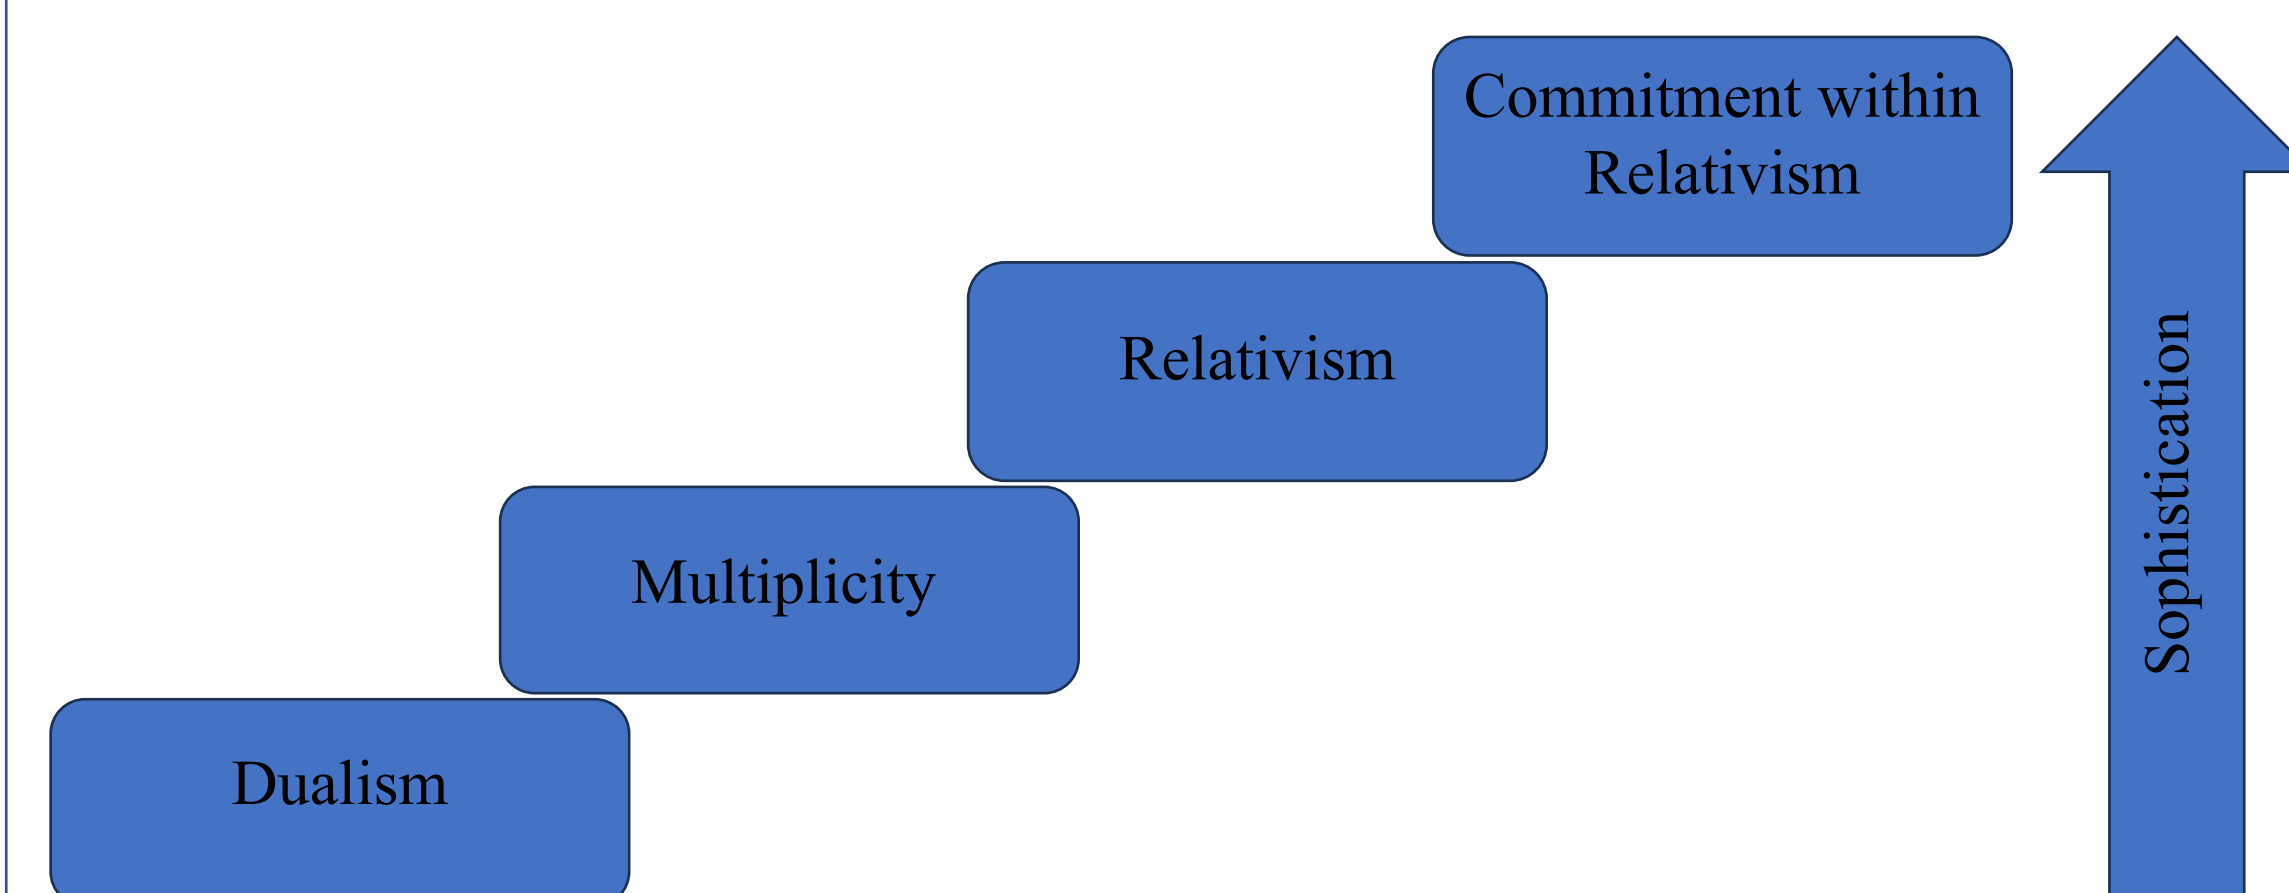 Commitment within
Relativism
Relativism
Multiplicity
Dualism
Sophistication